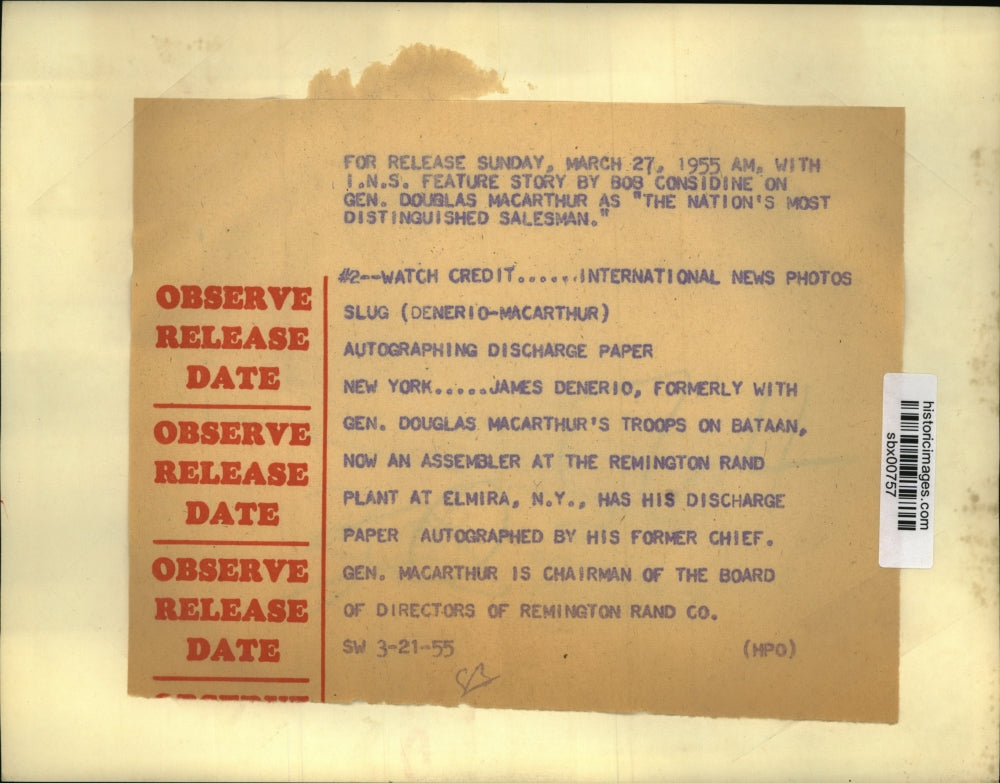 FOR RELEASE SUNDAY, MARCH 27, 1955 AM, WITH
I.N.S. FEATURE STORY BY BOB CONSIDINE ON
GEN. DOUGLAS MACARTHUR AS "THE NATION'S MOST
DISTINGUISHED SALESMAN."
#2--WATCH CREDIT......INTERNATIONAL NEWS PHOTOS
SLUG (DENERIO-MACARTHUR)
AUTOGRAPHING DISCHARGE PAPER
NEW YORK.....JAMES DENERIO, FORMERLY WITH
GEN. DOUGLAS MACARTHUR'S TROOPS ON BATAAN,
NOW AN ASSEMBLER AT THE REMINGTON RAND
PLANT AT ELMIRA, N.Y., HAS HIS DISCHARGE
PAPER AUTOGRAPHED BY HIS FORMER CHIEF.
GEN. MACARTHUR IS CHAIRMAN OF THE BOARD
OF DIRECTORS OF REMINGTON RAND CO.
SW 3-21-55 (HPO)
OBSERVE
RELEASE
DATE
OBSERVE
RELEASE
DATE
OBSERVE
RELEASE
DATE
OBSERVE
historicimages.com
sbx00757